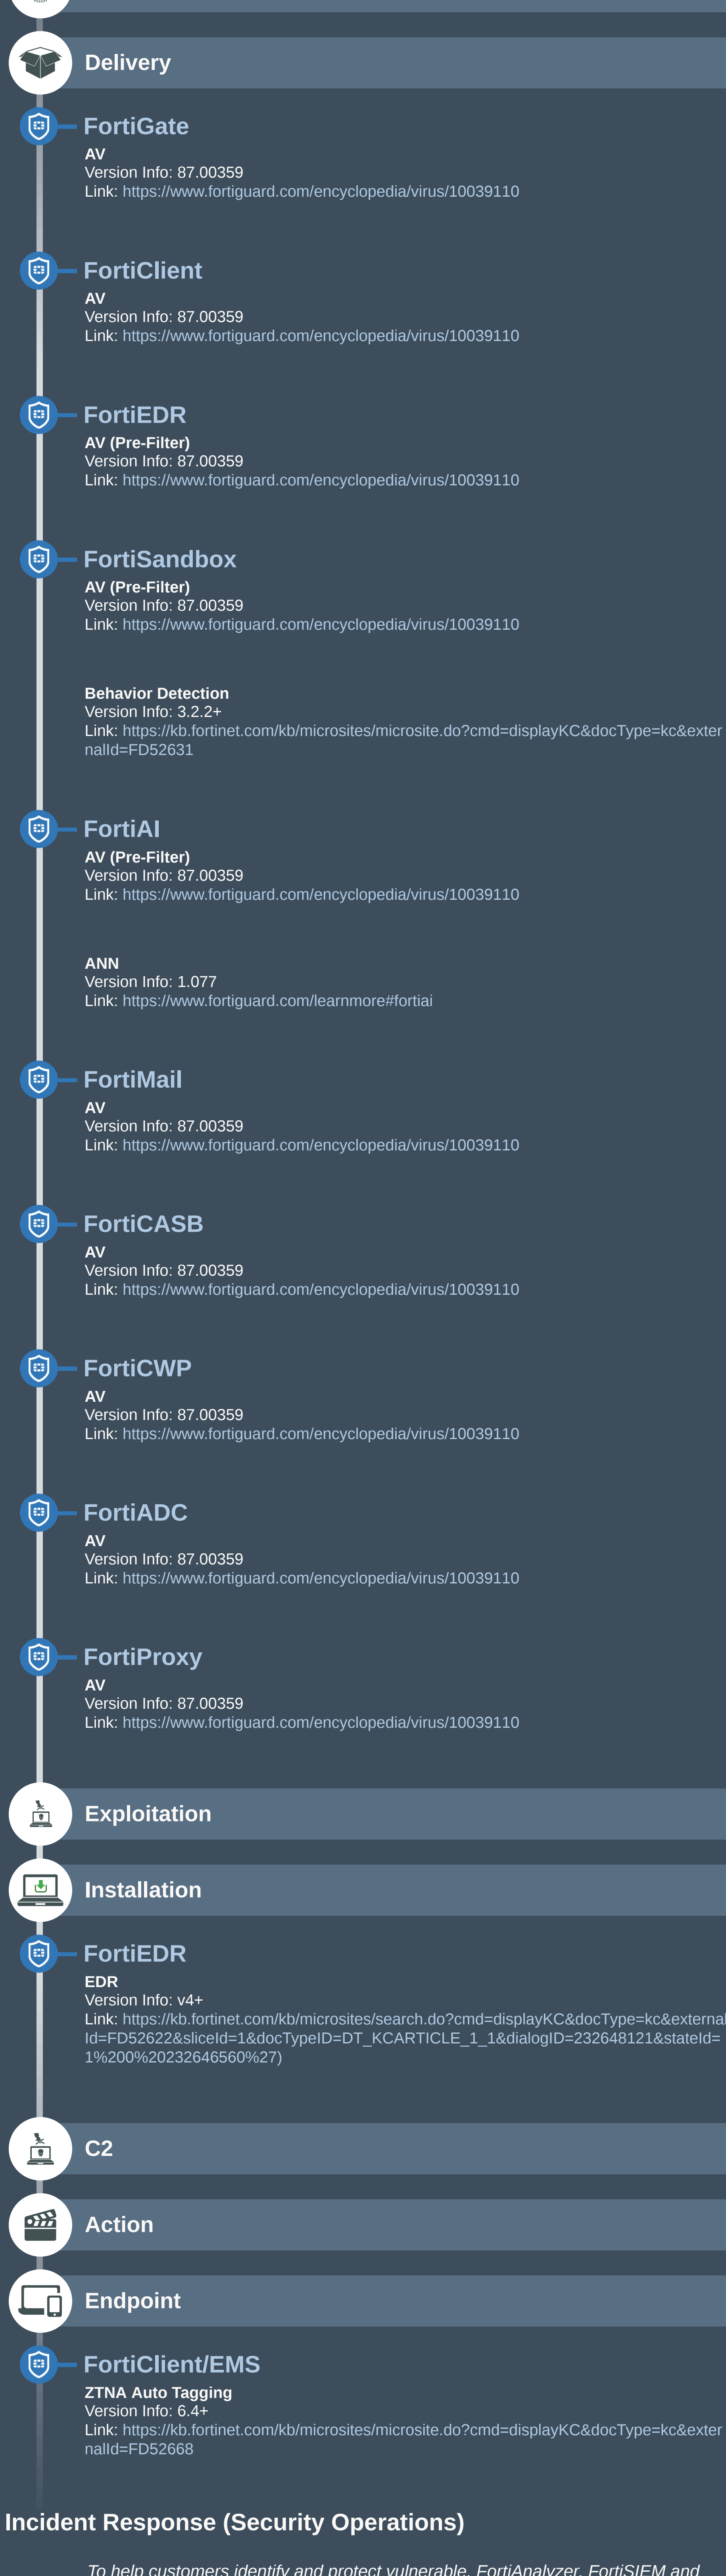 Delivery
FortiGate
AV
Version Info: 87.00359
Link: https://www.fortiguard.com/encyclopedia/virus/10039110
FortiClient
AV
Version Info: 87.00359
Link: https://www.fortiguard.com/encyclopedia/virus/10039110
FortiEDR
AV (Pre-Filter)
Version Info: 87.00359
Link: https://www.fortiguard.com/encyclopedia/virus/10039110
FortiSandbox
AV (Pre-Filter)
Version Info: 87.00359
Link: https://www.fortiguard.com/encyclopedia/virus/10039110
Behavior Detection
Version Info: 3.2.2+
Link: https://kb.fortinet.com/kb/microsites/microsite.do?cmd=displayKC&docType=kc&exter
nalId=FD52631
FortiAI
AV (Pre-Filter)
Version Info: 87.00359
Link: https://www.fortiguard.com/encyclopedia/virus/10039110
ANN
Version Info: 1.077
Link: https://www.fortiguard.com/learnmore#fortiai
FortiMail
AV
Version Info: 87.00359
Link: https://www.fortiguard.com/encyclopedia/virus/10039110
FortiCASB
AV
Version Info: 87.00359
Link: https://www.fortiguard.com/encyclopedia/virus/10039110
FortiCWP
AV
Version Info: 87.00359
Link: https://www.fortiguard.com/encyclopedia/virus/10039110
FortiADC
AV
Version Info: 87.00359
Link: https://www.fortiguard.com/encyclopedia/virus/10039110
FortiProxy
AV
Version Info: 87.00359
Link: https://www.fortiguard.com/encyclopedia/virus/10039110
Exploitation
Installation
FortiEDR
EDR
Version Info: v4+
Link: https://kb.fortinet.com/kb/microsites/search.do?cmd=displayKC&docType=kc&external
Id=FD52622&sliceId=1&docTypeID=DT_KCARTICLE_1_1&dialogID=232648121&stateId=
1%200%20232646560%27)
C2
Action
Endpoint
FortiClient/EMS
ZTNA Auto Tagging
Version Info: 6.4+
Link: https://kb.fortinet.com/kb/microsites/microsite.do?cmd=displayKC&docType=kc&exter
nalId=FD52668
Incident Response (Security Operations)
To help customers identify and protect vulnerable, FortiAnalyzer, FortiSIEM and